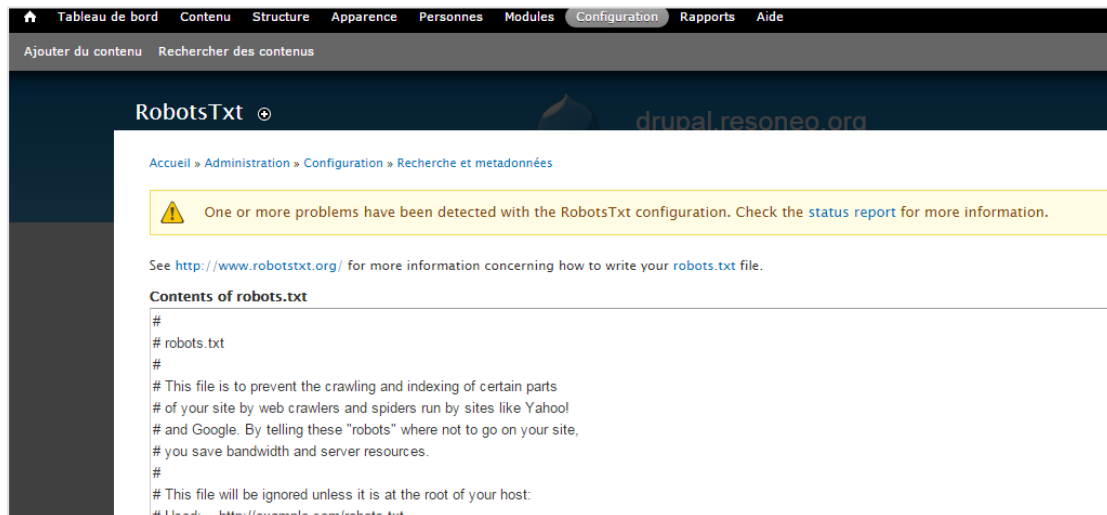 Tableau de bord Contenu Structure Apparence Personnes Modules Configuration Rapports Aide
Ajouter du contenu Rechercher des contenus
RobotsTxt
drupal.resoneo.org
Accueil » Administration » Configuration » Recherche et metadonnées
One or more problems have been detected with the RobotsTxt configuration. Check the status report for more information.
See http://www.robotstxt.org/ for more information concerning how to write your robots.txt file.
Contents of robots.txt
#
# robots.txt
#
# This file is to prevent the crawling and indexing of certain parts
# of your site by web crawlers and spiders run by sites like Yahoo!
# and Google. By telling these "robots" where not to go on your site,
# you save bandwidth and server resources.
#
# This file will be ignored unless it is at the root of your host:
# Used: http://example.com/robots.txt